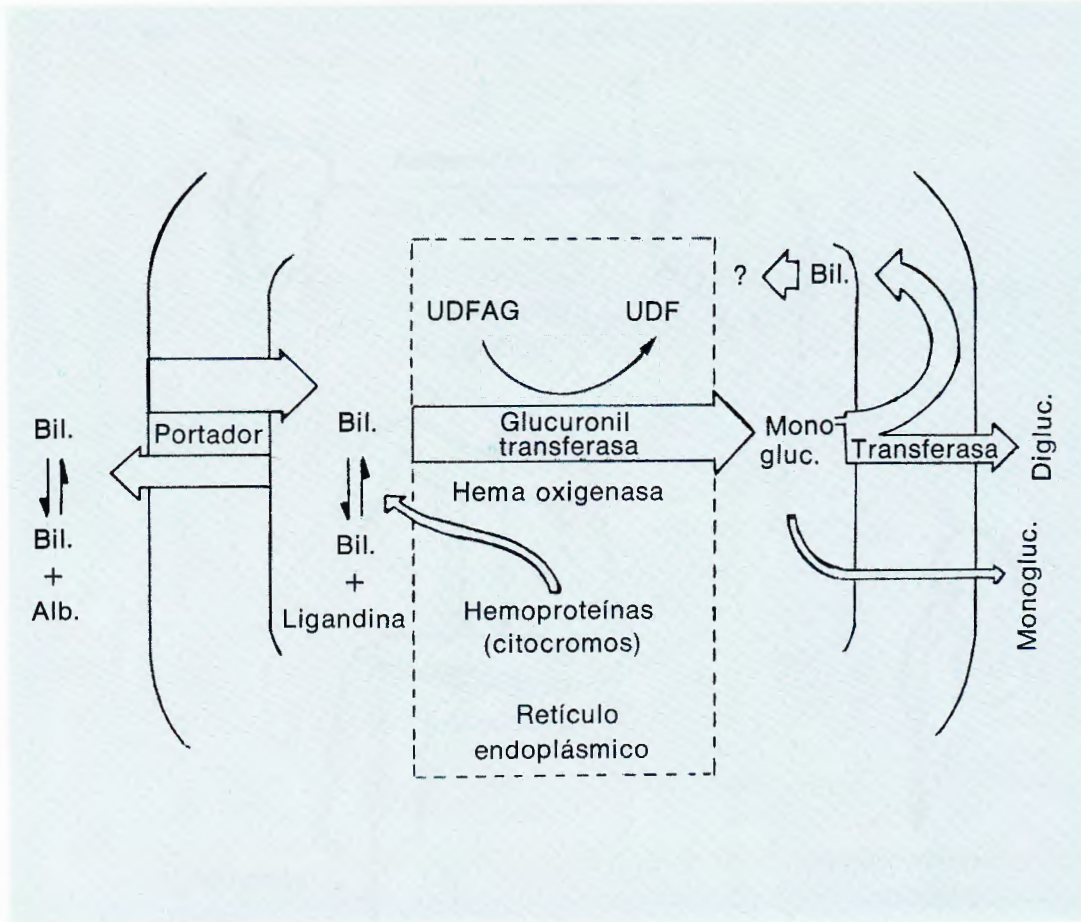 Bil.
Bil.
+
Alb.
Portador
Bil.
Bil.
+
Ligandina
UDFAG
UDF
Glucuronil
transferasa
Hema oxigenasa
Hemoproteínas
(citocromos)
Retículo
endoplásmico
?
Bil.
Mono-
gluc.
Transferasa
Digluc.
Monogluc.